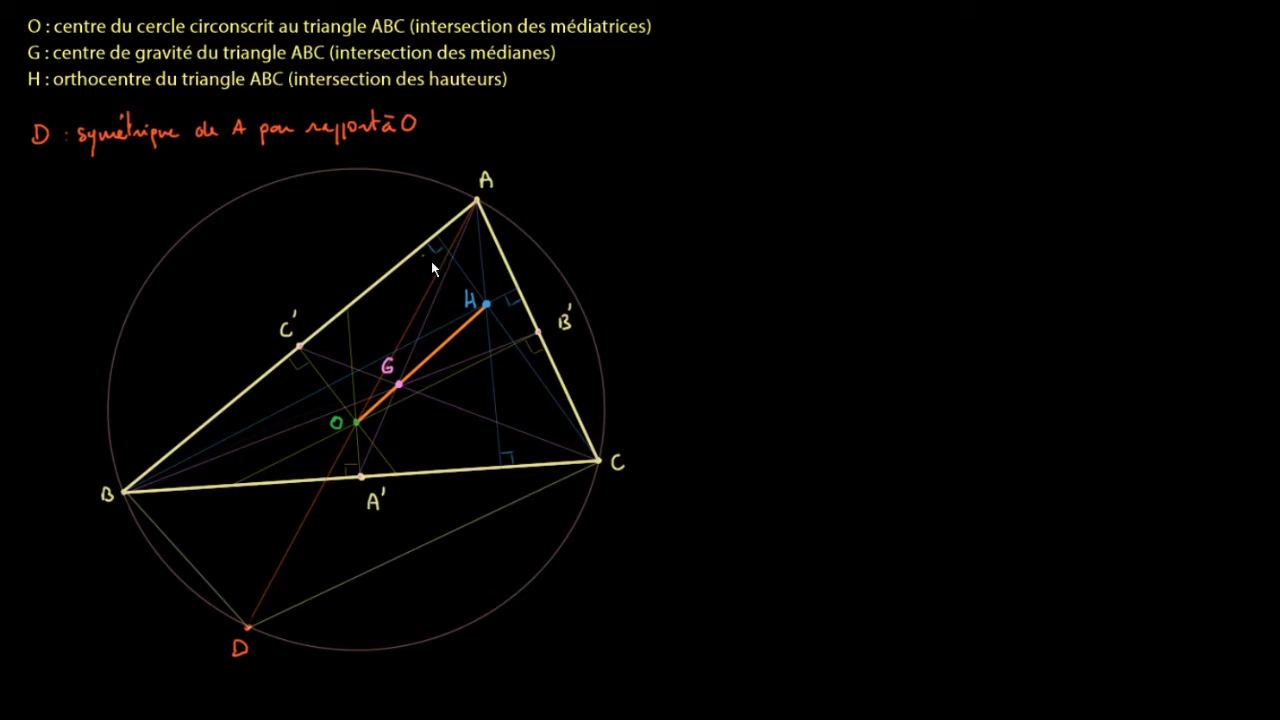 O : centre du cercle circonscrit au triangle ABC (intersection des médiatrices)
G : centre de gravité du triangle ABC (intersection des médianes)
H : orthocentre du triangle ABC (intersection des hauteurs)
D : symétrique de A par rapport à O
A
C'
H
B'
G
O
C
B
A'
D